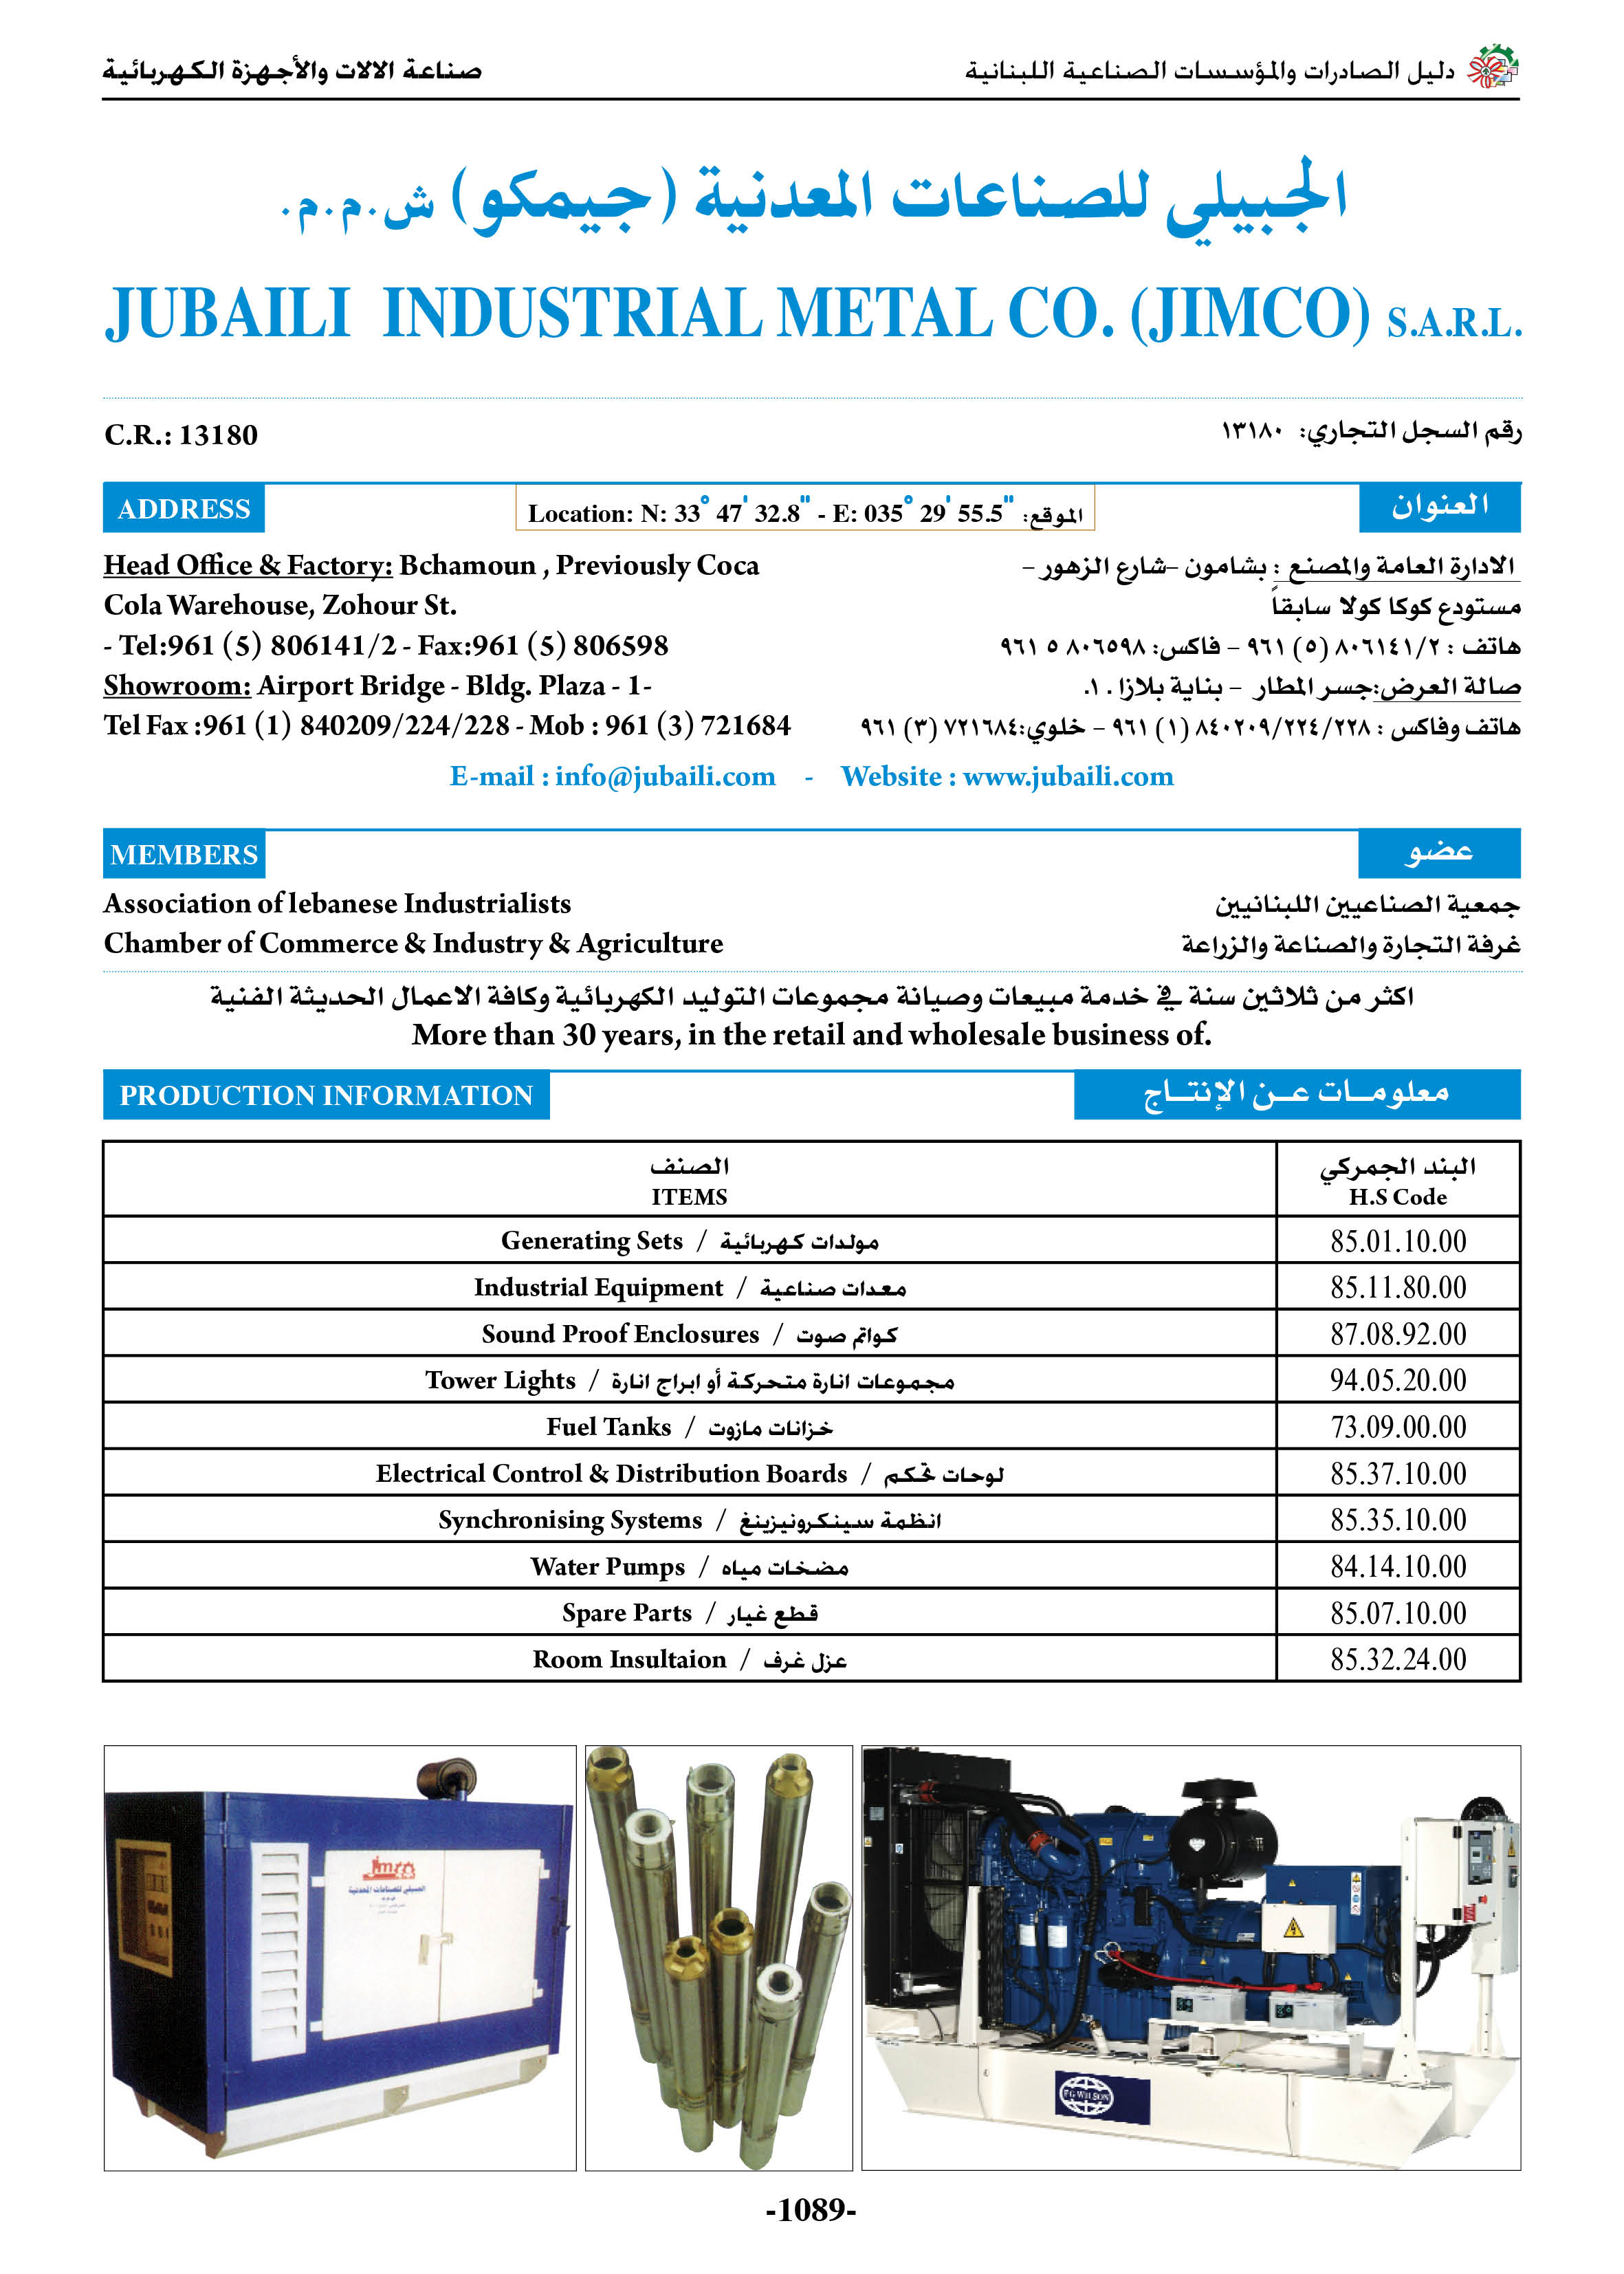 دليل الصادرات والمؤسسات الصناعية اللبنانية
صناعة الالات والأجهزة الكهربائية
الجبيلي للصناعات المعدنية (جيمكو) ش.م.م.
JUBAILI INDUSTRIAL METAL CO. (JIMCO) S.A.R.L.
C.R.: 13180
رقم السجل التجاري: ١٣١٨٠
ADDRESS
Location: N: 33° 47' 32.8" - E: 035° 29' 55.5" :الموقع
العنوان
Head Office & Factory: Bchamoun , Previously Coca
Cola Warehouse, Zohour St.
- Tel:961 (5) 806141/2 - Fax:961 (5) 806598
Showroom: Airport Bridge - Bldg. Plaza - 1-
Tel Fax :961 (1) 840209/224/228 - Mob : 961 (3) 721684
الادارة العامة والمصنع : بشامون –شارع الزهور –
مستودع كوكا كولا سابقاً
هاتف : ٨٠٦١٤١/٢ (٥) ٩٦١ – فاكس: ٨٠٦٥٩٨ ٥ ٩٦١
صالة العرض:جسر المطار – بناية بلازا . ١.
هاتف وفاكس : ٨٤٠٢٠٩/٢٢٤/٢٢٨ (١) ٩٦١ – خلوي:٧٢١٦٨٤ (٣) ٩٦١
E-mail : info@jubaili.com - Website : www.jubaili.com
MEMBERS
عضو
Association of lebanese Industrialists
Chamber of Commerce & Industry & Agriculture
جمعية الصناعيين اللبنانيين
غرفة التجارة والصناعة والزراعة
اكثر من ثلاثين سنة في خدمة مبيعات وصيانة مجموعات التوليد الكهربائية وكافة الاعمال الحديثة الفنية
More than 30 years, in the retail and wholesale business of.
PRODUCTION INFORMATION
معلومـات عـن الإنتـاج
الصنف
ITEMS
البند الجمركي
H.S Code
Generating Sets / مولدات كهربائية 85.01.10.00
Industrial Equipment / معدات صناعية 85.11.80.00
Sound Proof Enclosures / كواتم صوت 87.08.92.00
Tower Lights / مجموعات انارة متحركة أو ابراج انارة 94.05.20.00
Fuel Tanks / خزانات مازوت 73.09.00.00
Electrical Control & Distribution Boards / لوحات تحكم 85.37.10.00
Synchronising Systems / انظمة سينكرونيزينغ 85.35.10.00
Water Pumps / مضخات مياه 84.14.10.00
Spare Parts / قطع غيار 85.07.10.00
Room Insultaion / عزل غرف 85.32.24.00
jimco
الجبيلي للصناعات المعدنية
FG WILSON
-1089-